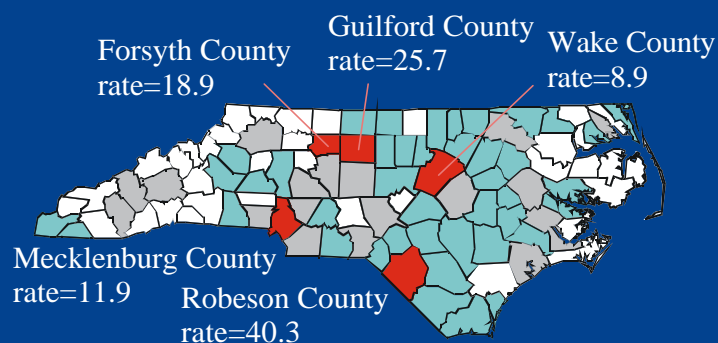 Guilford County
rate=25.7
Forsyth County
rate=18.9
Wake County
rate=8.9
Mecklenburg County
rate=11.9
Robeson County
rate=40.3